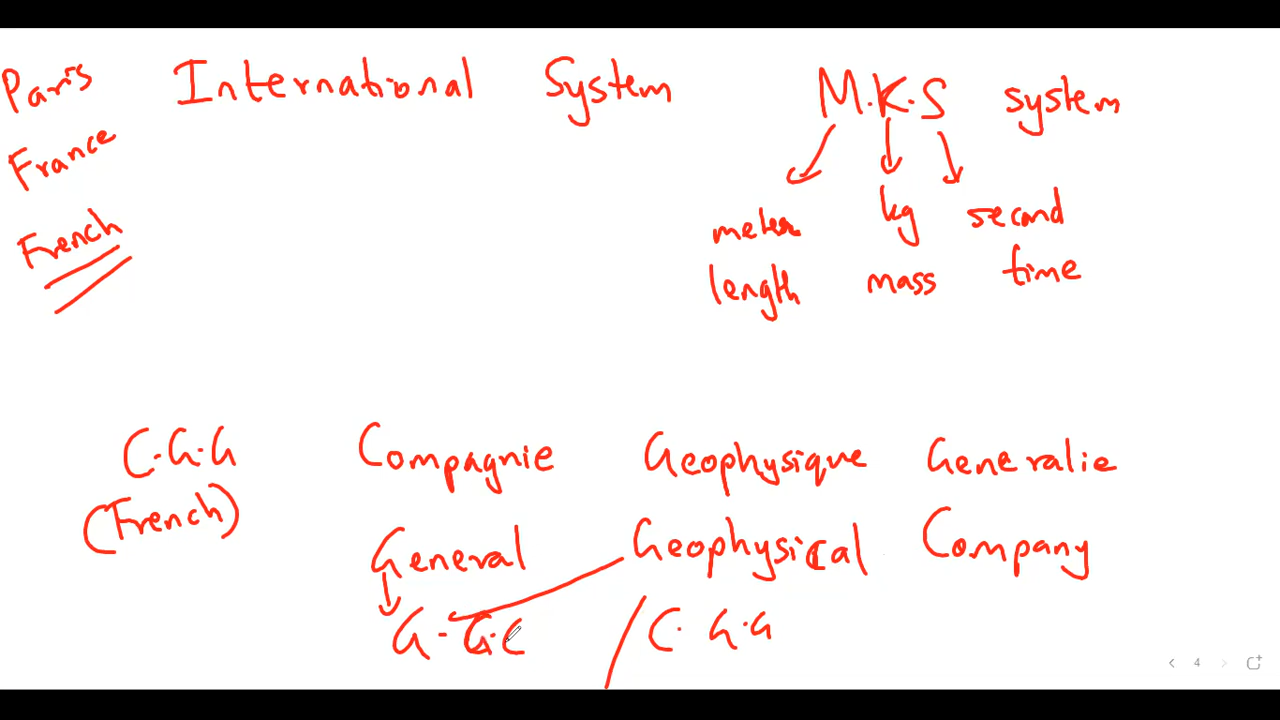 Paris International System M.K.S system
France
French
meter kg second
length mass time
C.G.G Compagnie Geophysique Generalie
(French)
General Geophysical Company
G.G.C / C.G.G
4